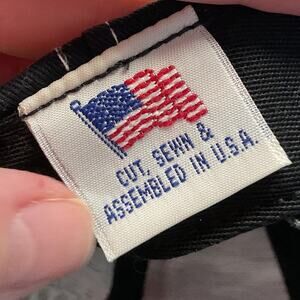 CUT, SEWN &
ASSEMBLED IN U.S.A.